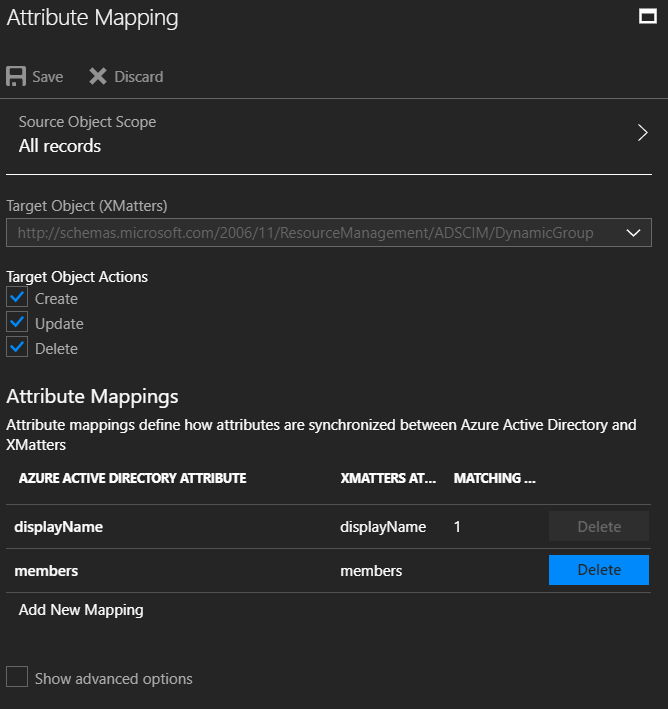 Attribute Mapping
Save Discard
Source Object Scope
All records
Target Object (XMatters)
http://schemas.microsoft.com/2006/11/ResourceManagement/ADSCIM/DynamicGroup
Target Object Actions
Create
Update
Delete
Attribute Mappings
Attribute mappings define how attributes are synchronized between Azure Active Directory and
XMatters
AZURE ACTIVE DIRECTORY ATTRIBUTE XMATTERS AT... MATCHING ...
displayName displayName 1 Delete
members members Delete
Add New Mapping
Show advanced options